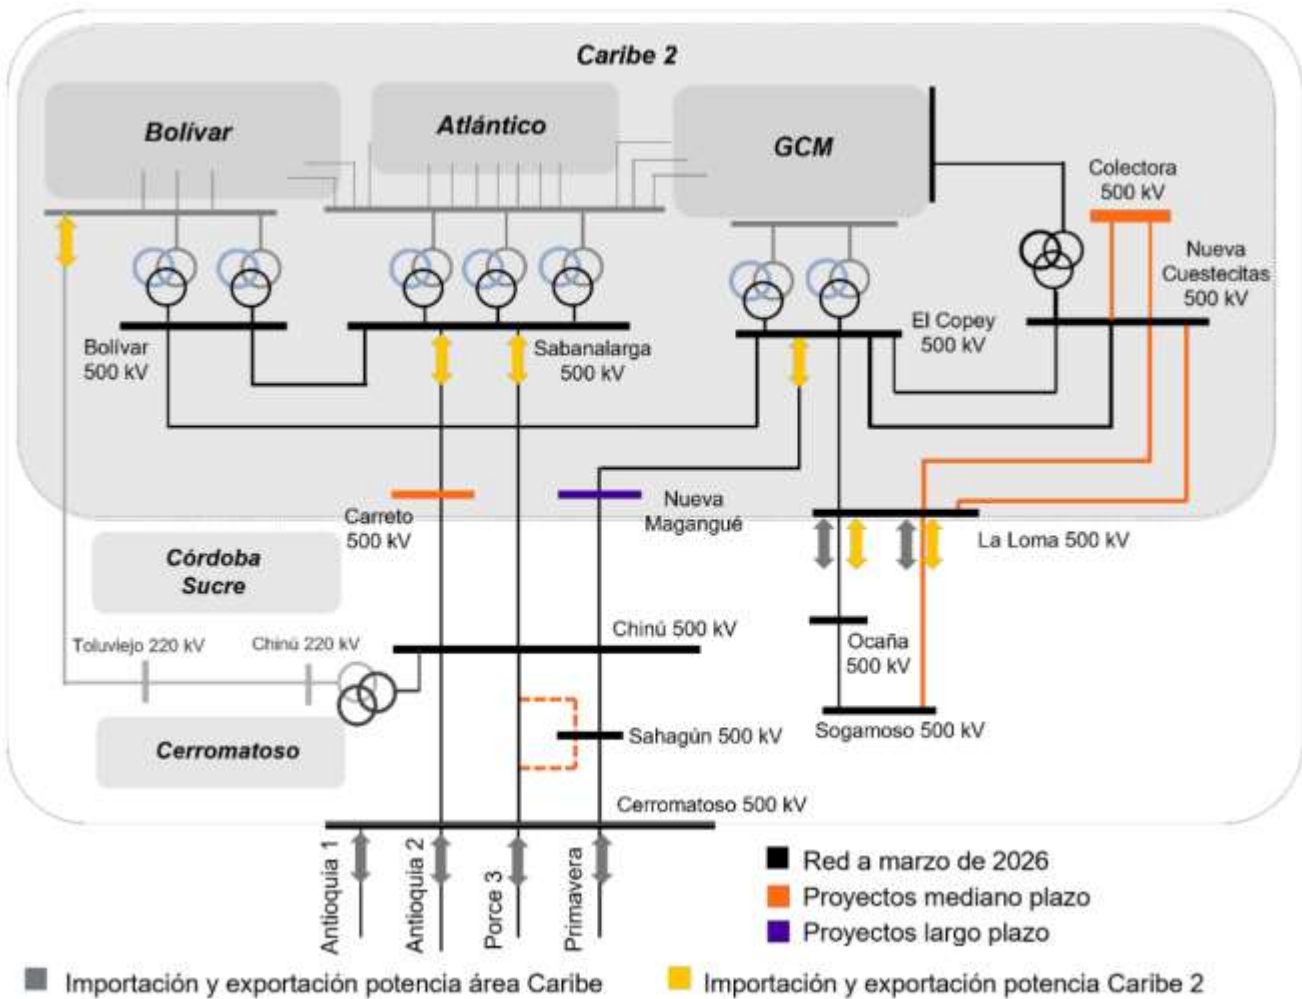 Caribe 2
Bolívar
Atlántico
GCM
Colectora
500 kV
Nueva
Cuestecitas
500 kV
Bolívar
500 kV
Sabanalarga
500 kV
El Copey
500 kV
Carreto
500 kV
Nueva
Magangué
La Loma 500 kV
Córdoba
Sucre
Toluviejo 220 kV
Chinú 220 kV
Chinú 500 kV
Ocaña
500 kV
Cerromatoso
Sahagún 500 kV
Sogamoso 500 kV
Cerromatoso 500 kV
Antioquia 1
Antioquia 2
Porce 3
Primavera
Red a marzo de 2026
Proyectos mediano plazo
Proyectos largo plazo
Importación y exportación potencia área Caribe
Importación y exportación potencia Caribe 2